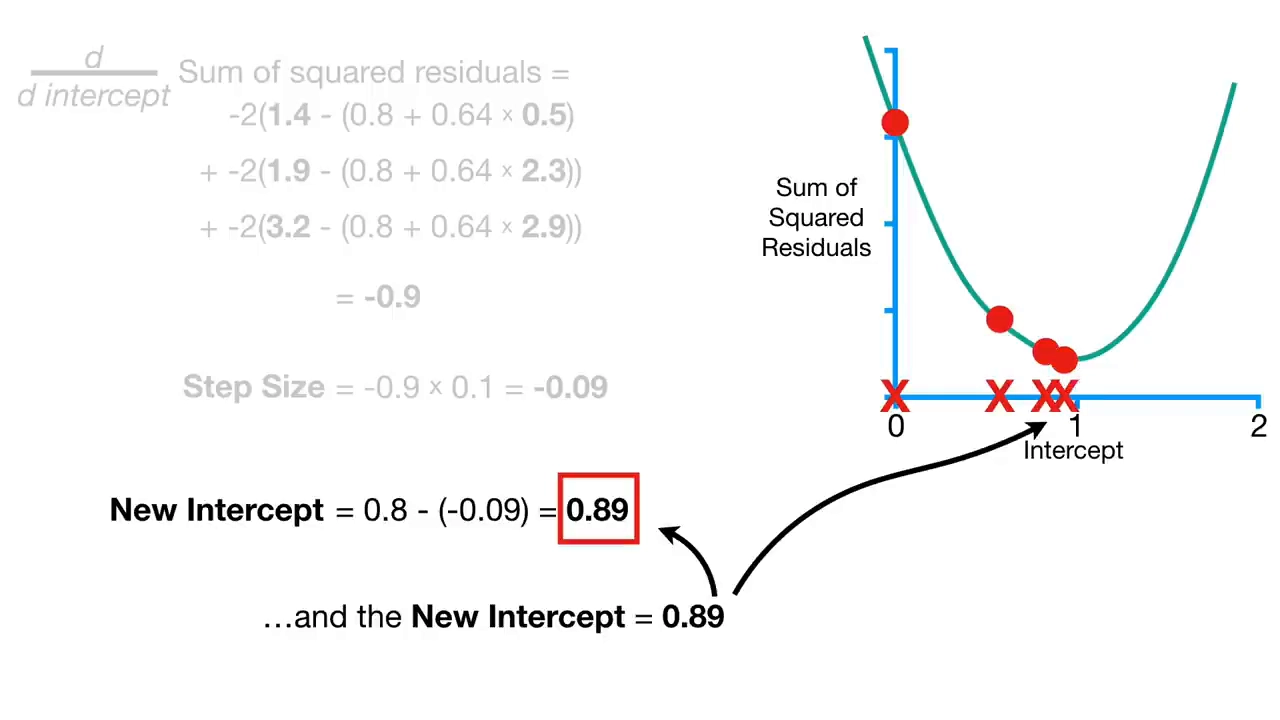 d
d intercept
Sum of squared residuals =
-2(1.4 - (0.8 + 0.64 × 0.5)
+ -2(1.9 - (0.8 + 0.64 × 2.3))
+ -2(3.2 - (0.8 + 0.64 × 2.9))
= -0.9
Step Size = -0.9 × 0.1 = -0.09
New Intercept = 0.8 - (-0.09) = 0.89
…and the New Intercept = 0.89
Sum of
Squared
Residuals
X X X X
0 1 2
Intercept